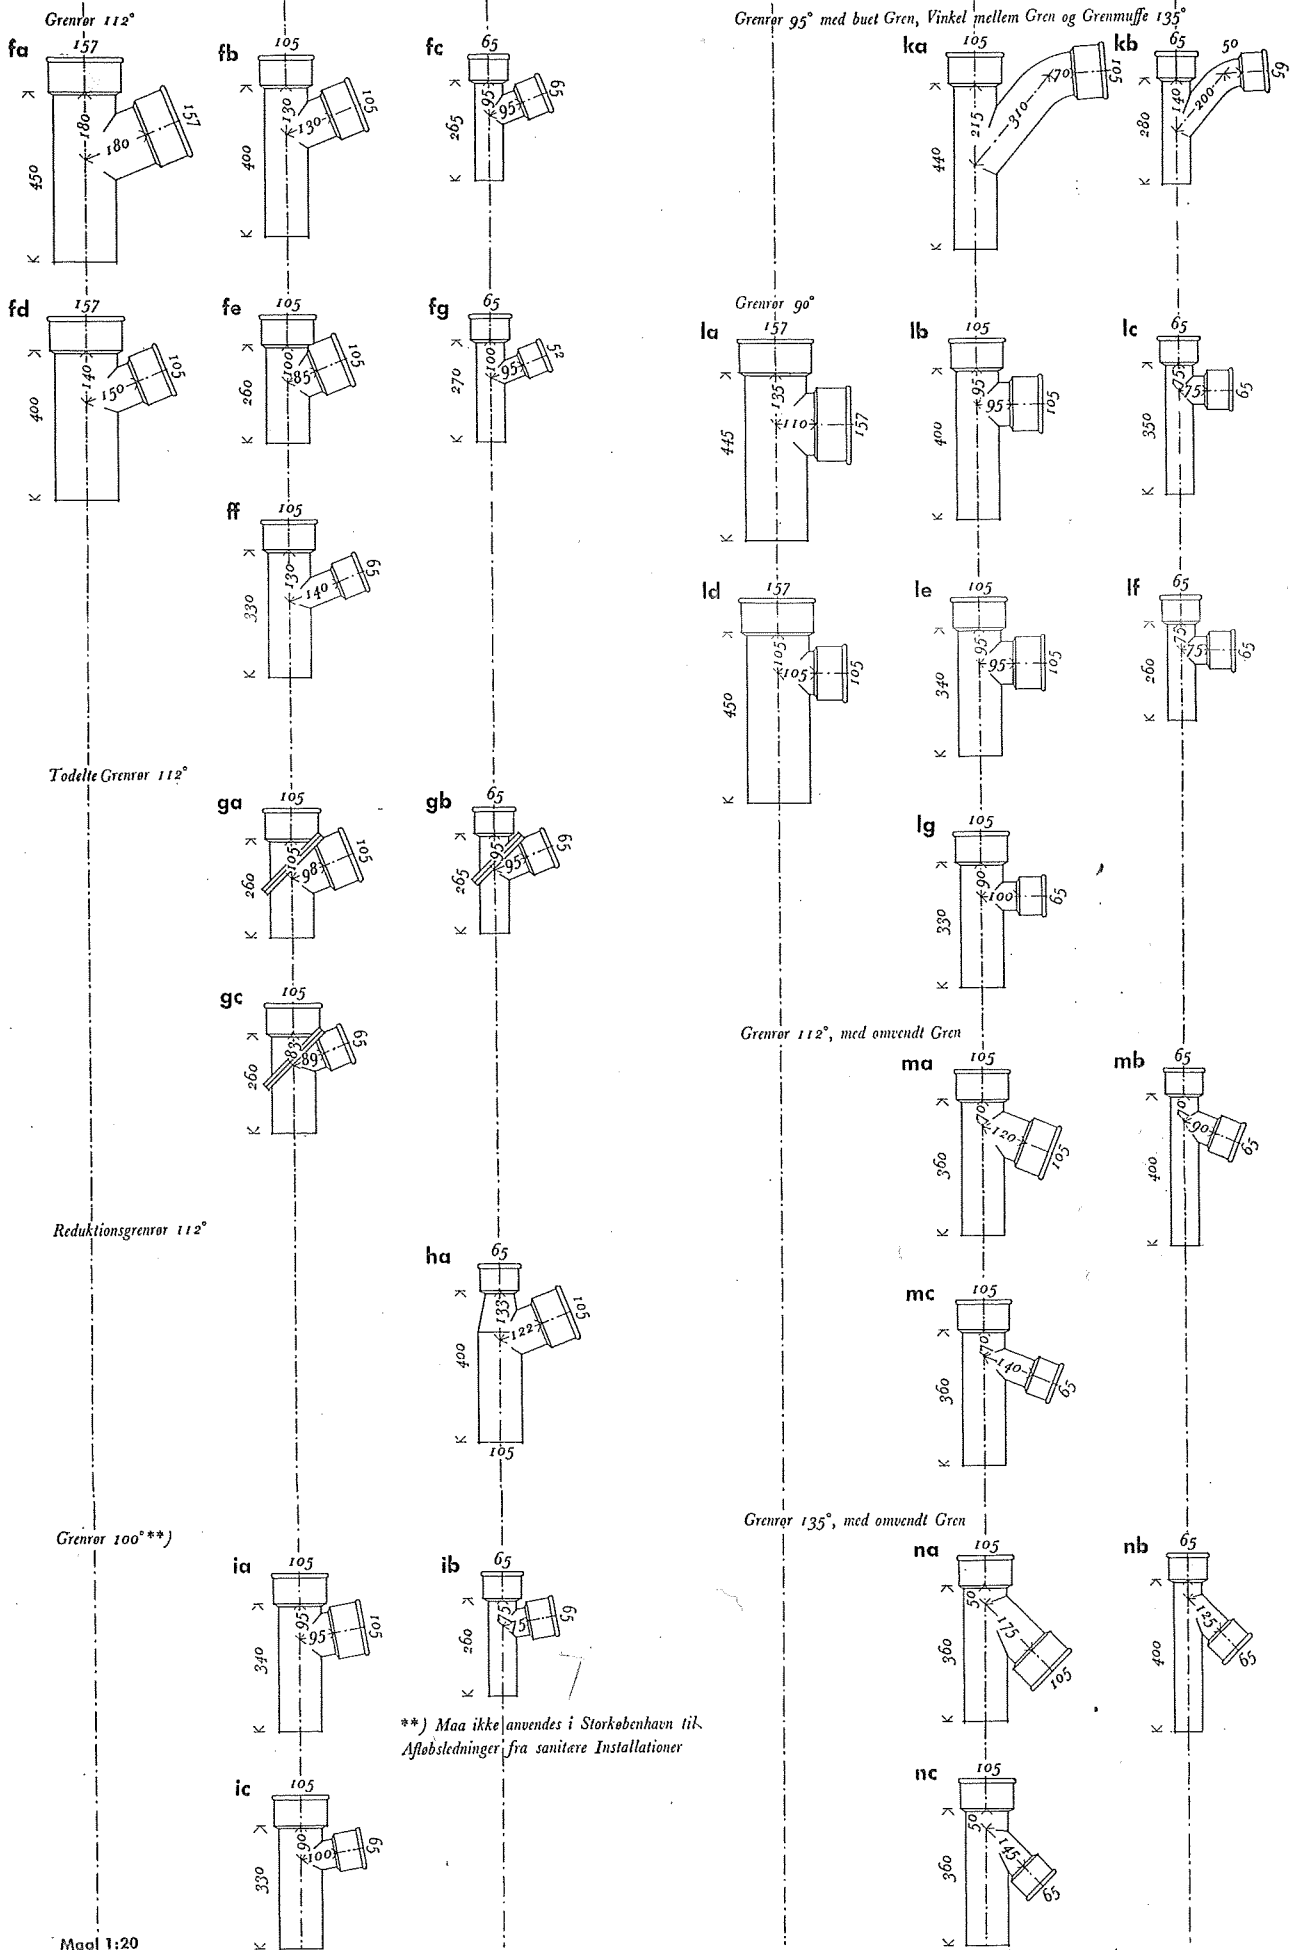 Grenrør 112°
fa 157 180 180 157 450
fb 105 130 130 105 400
fc 65 95 95 65 265
fd 157 140 150 105 400
fe 105 100 85 105 260
fg 65 100 95 52 270
ff 105 130 140 65 330
Todelte Grenrør 112°
ga 105 105 98 105 260
gb 65 95 95 65 265
gc 105 83 89 65 260
Reduktionsgrenrør 112°
ha 65 133 122 105 400 105
Grenrør 100° **)
ia 105 95 95 105 340
ib 65 75 75 65 260
**) Maa ikke anvendes i Storkøbenhavn til
Afløbsledninger fra sanitære Installationer
ic 105 90 100 65 330
Maal 1:20
Grenrør 95° med buet Gren, Vinkel mellem Gren og Grenmuffe 135°
ka 105 215 310 70 105 440
kb 65 140 200 50 65 280
Grenrør 90°
la 157 135 110 157 445
lb 105 95 95 105 400
lc 65 75 75 65 350
ld 157 105 105 105 450
le 105 95 95 105 340
lf 65 75 75 65 260
lg 105 90 100 65 330
Grenrør 112°, med omvendt Gren
ma 105 70 120 105 360
mb 65 70 90 65 400
mc 105 70 140 65 360
Grenrør 135°, med omvendt Gren
na 105 50 175 105 360
nb 65 125 65 400
nc 105 50 145 65 360